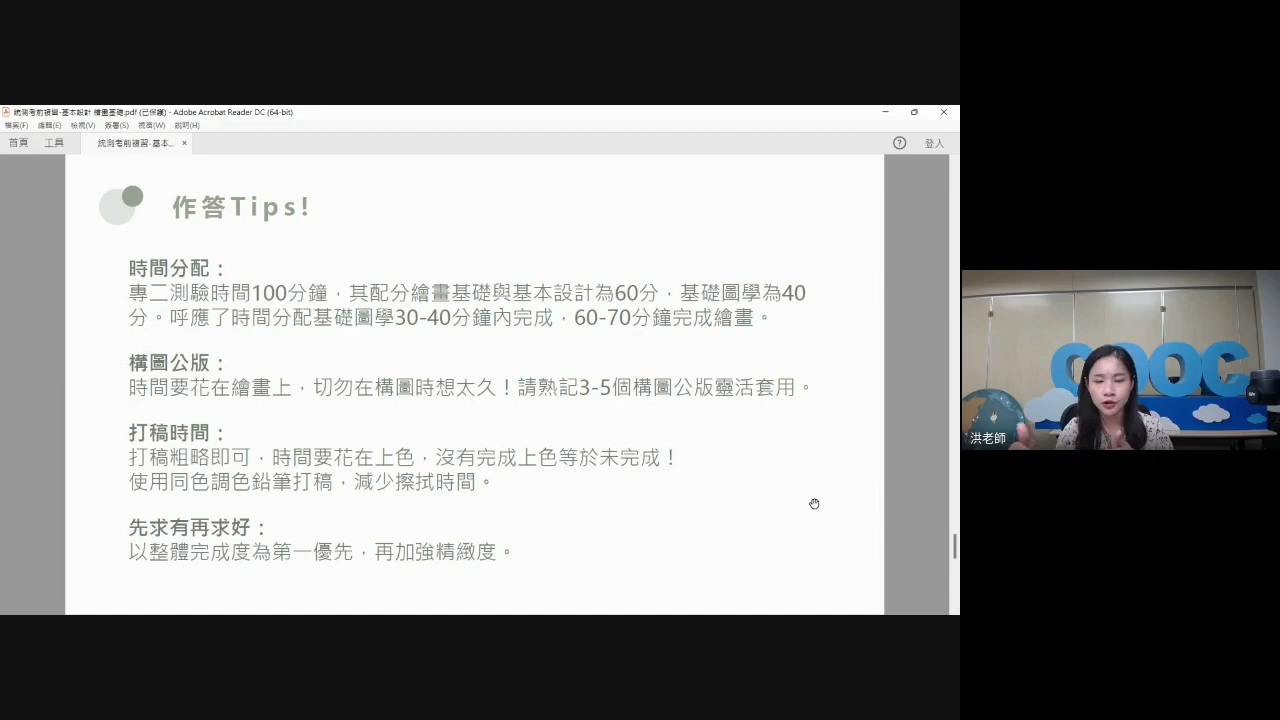 統測考前複習-基本設計 繪畫基礎.pdf (已保護) - Adobe Acrobat Reader DC (64-bit)
檔案(F) 編輯(E) 檢視(V) 簽署(S) 視窗(W) 說明(H)
首頁 工具 統測考前複習-基本... × ? 登入
作答Tips!
時間分配：
專二測驗時間100分鐘，其配分繪畫基礎與基本設計為60分，基礎圖學為40
分。呼應了時間分配基礎圖學30-40分鐘內完成，60-70分鐘完成繪畫。
構圖公版：
時間要花在繪畫上，切勿在構圖時想太久！請熟記3-5個構圖公版靈活套用。
打稿時間：
打稿粗略即可，時間要花在上色，沒有完成上色等於未完成！
使用同色調色鉛筆打稿，減少擦拭時間。
先求有再求好：
以整體完成度為第一優先，再加強精緻度。
OOOC
洪老師